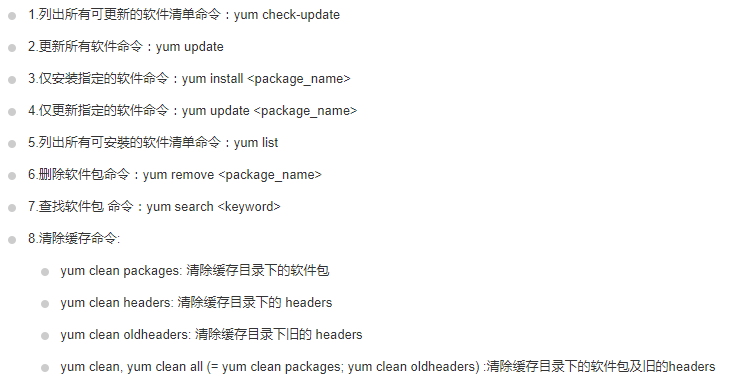 1.列出所有可更新的软件清单命令：yum check-update
2.更新所有软件命令：yum update
3.仅安装指定的软件命令：yum install <package_name>
4.仅更新指定的软件命令：yum update <package_name>
5.列出所有可安裝的软件清单命令：yum list
6.删除软件包命令：yum remove <package_name>
7.查找软件包 命令：yum search <keyword>
8.清除缓存命令:
yum clean packages: 清除缓存目录下的软件包
yum clean headers: 清除缓存目录下的 headers
yum clean oldheaders: 清除缓存目录下旧的 headers
yum clean, yum clean all (= yum clean packages; yum clean oldheaders) :清除缓存目录下的软件包及旧的headers